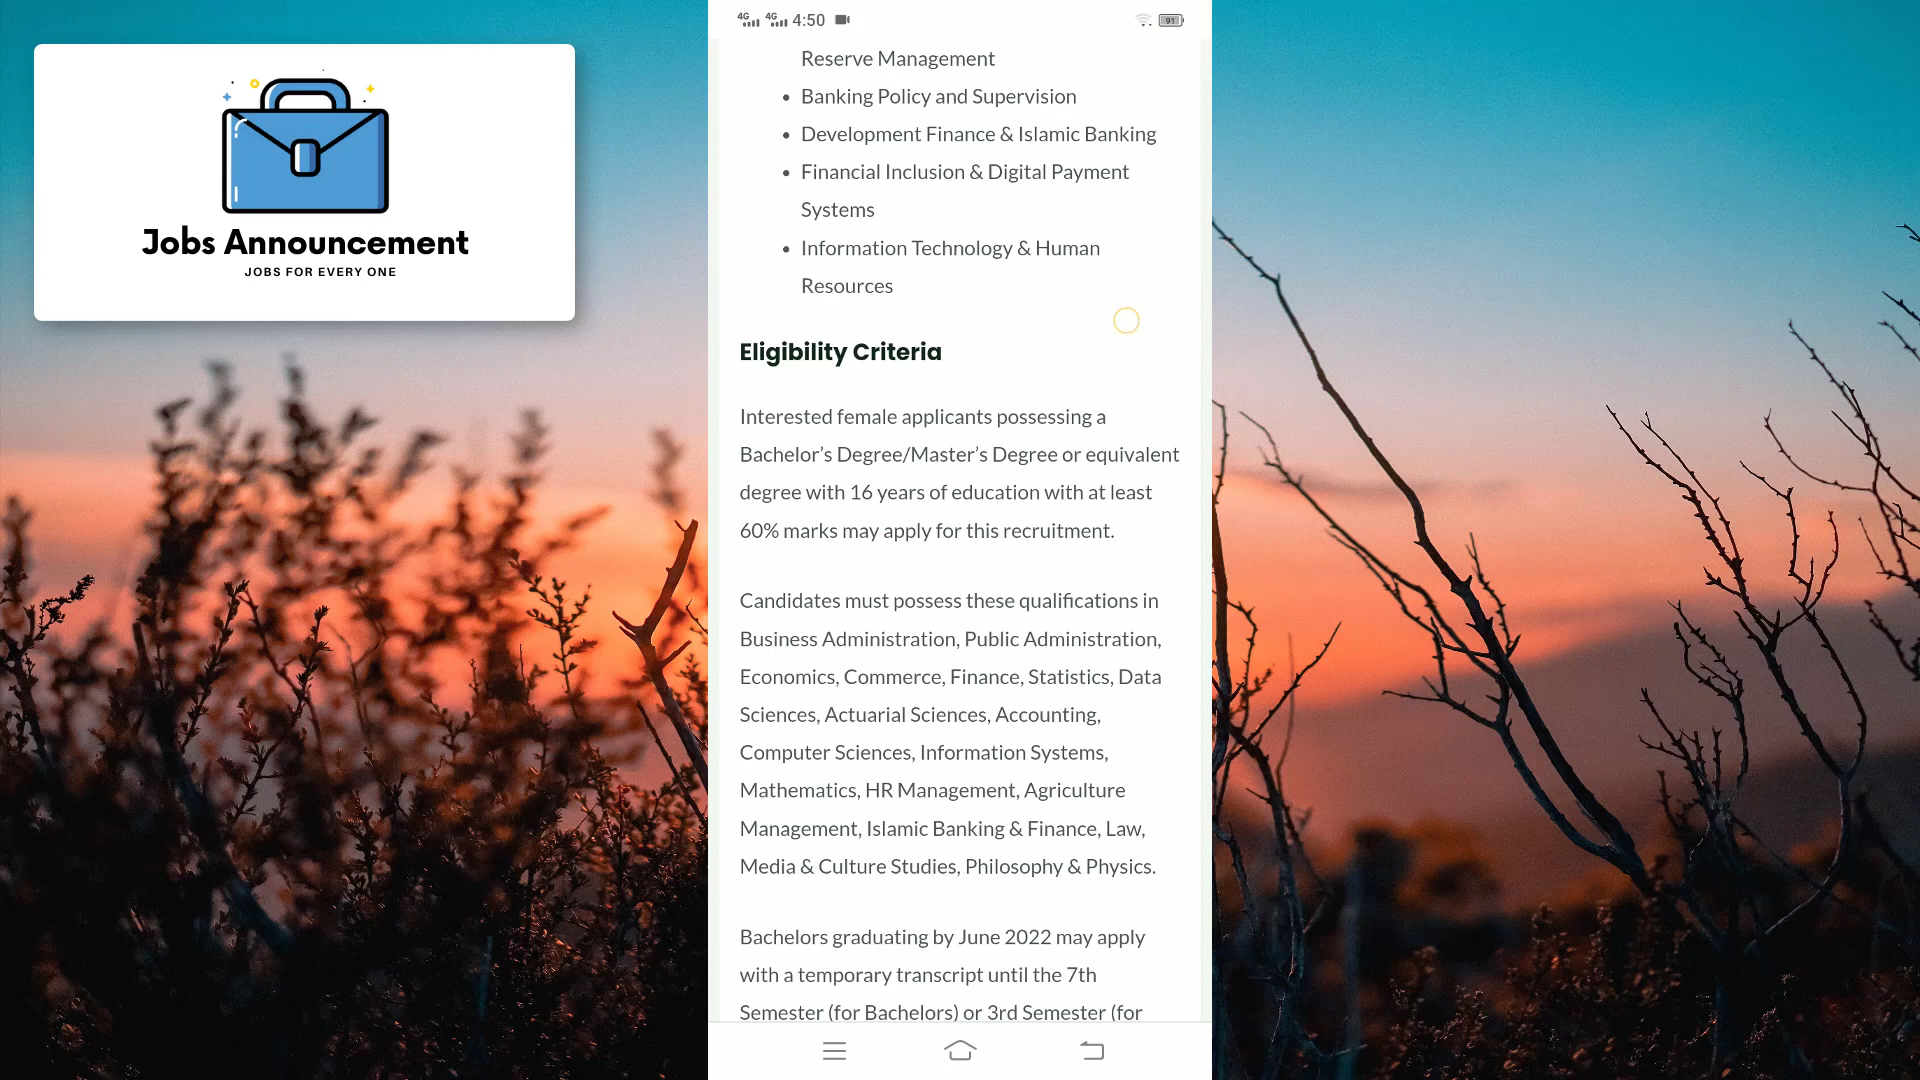 Jobs Announcement
JOBS FOR EVERY ONE
4G 4G 4:50
91
Reserve Management
• Banking Policy and Supervision
• Development Finance & Islamic Banking
• Financial Inclusion & Digital Payment
Systems
• Information Technology & Human
Resources
Eligibility Criteria
Interested female applicants possessing a
Bachelor’s Degree/Master’s Degree or equivalent
degree with 16 years of education with at least
60% marks may apply for this recruitment.
Candidates must possess these qualifications in
Business Administration, Public Administration,
Economics, Commerce, Finance, Statistics, Data
Sciences, Actuarial Sciences, Accounting,
Computer Sciences, Information Systems,
Mathematics, HR Management, Agriculture
Management, Islamic Banking & Finance, Law,
Media & Culture Studies, Philosophy & Physics.
Bachelors graduating by June 2022 may apply
with a temporary transcript until the 7th
Semester (for Bachelors) or 3rd Semester (for